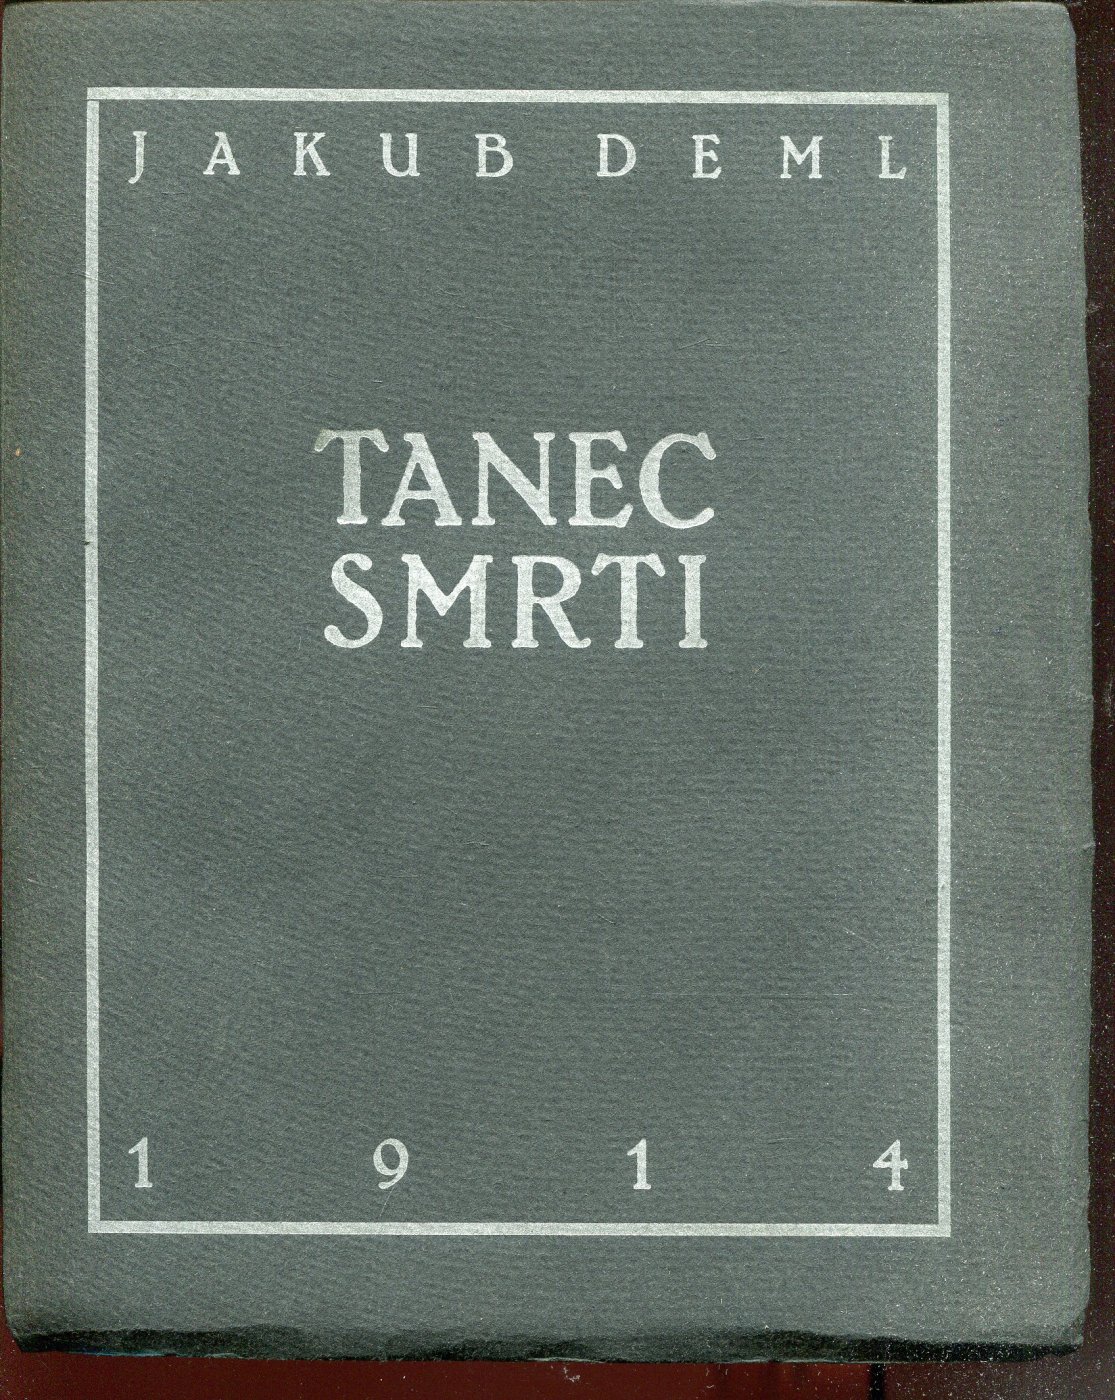 JAKUB DEML
TANEC
SMRTI
1914